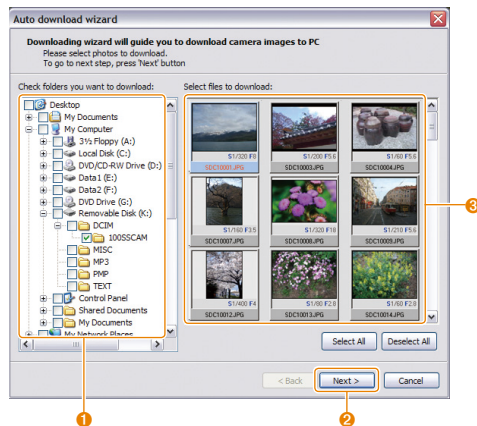 Auto download wizard
Downloading wizard will guide you to download camera images to PC
Please select photos to download.
To go to next step, press 'Next' button
Check folders you want to download:
Select files to download:
Desktop
My Documents
My Computer
3½ Floppy (A:)
Local Disk (C:)
DVD/CD-RW Drive (D:)
Data1 (E:)
Data2 (F:)
DVD Drive (G:)
Removable Disk (K:)
DCIM
100SSCAM
MISC
MP3
PMP
TEXT
Control Panel
Shared Documents
My Documents
My Network Places
S1/320 F8
SDC10001.JPG
S1/200 F5.6
SDC10003.JPG
S1/60 F5.6
SDC10004.JPG
S1/160 F3.5
SDC10007.JPG
S1/320 F18
SDC10008.JPG
S1/210 F5.6
SDC10009.JPG
S1/400 F4
SDC10012.JPG
S1/80 F2.8
SDC10013.JPG
S1/60 F2.8
SDC10014.JPG
3
Select All
Deselect All
< Back
Next >
Cancel
1
2